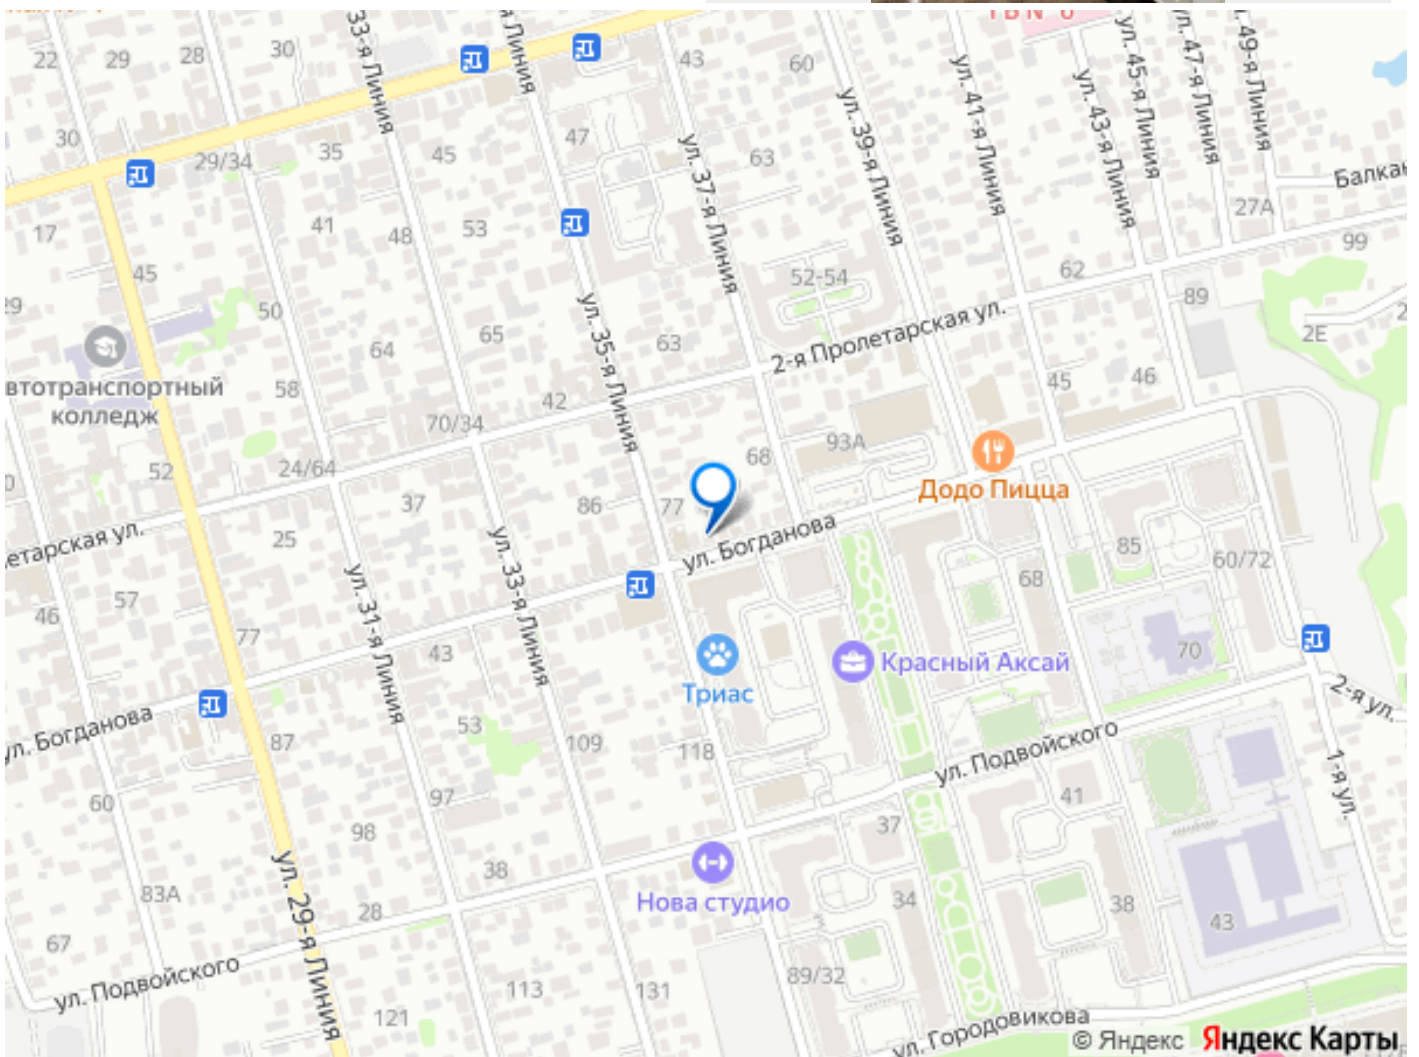 22
29
28
30
33-я Линия
Линия
43
60
ул. 41-я Линия
ул. 43-я Линия
ул. 45-я Линия
ул. 47-я Линия
49-я Линия
30
29/34
35
45
47
ул. 37-я Линия
63
ул. 39-я Линия
Балкан
27А
99
17
45
41
48
53
52-54
62
89
2Е
50
65
64
ул. 35-я Линия
63
2-я Пролетарская ул.
втотранспортный
колледж
58
42
70/34
45
46
52
24/64
37
86
77
68
93А
Додо Пицца
етарская ул.
25
ул. Богданова
85
60/72
46
57
ул. 31-я Линия
ул. 33-я Линия
68
77
43
Триас
Красный Аксай
70
2-я ул.
ул. Богданова
87
53
109
118
ул. Подвойского
1-я ул.
60
97
98
41
37
83А
ул. 29-я Линия
38
28
Нова студио
34
38
43
67
ул. Подвойского
113
131
89/32
121
ул. Городовикова
© Яндекс Яндекс Карты